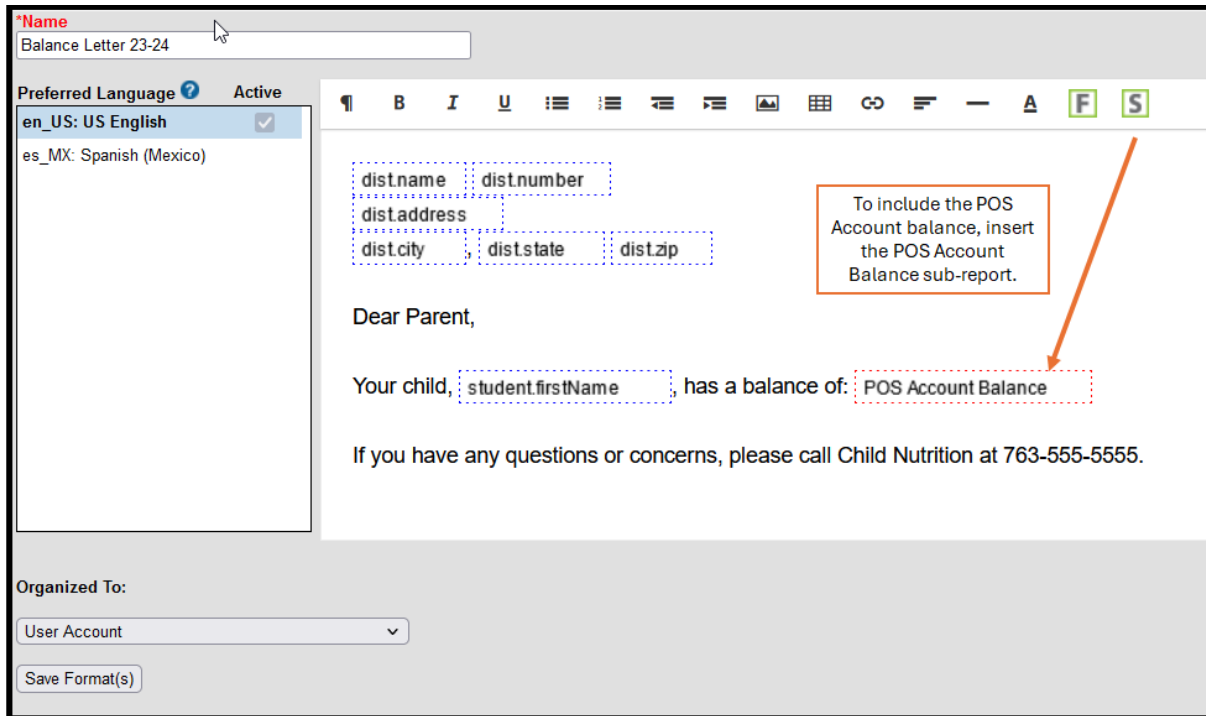 *Name
Balance Letter 23-24
Preferred Language ? Active
en_US: US English
es_MX: Spanish (Mexico)
¶ B I U A F S
dist.name dist.number
dist.address
dist.city , dist.state dist.zip
To include the POS
Account balance, insert
the POS Account
Balance sub-report.
Dear Parent,
Your child, student.firstName , has a balance of: POS Account Balance
If you have any questions or concerns, please call Child Nutrition at 763-555-5555.
Organized To:
User Account
Save Format(s)